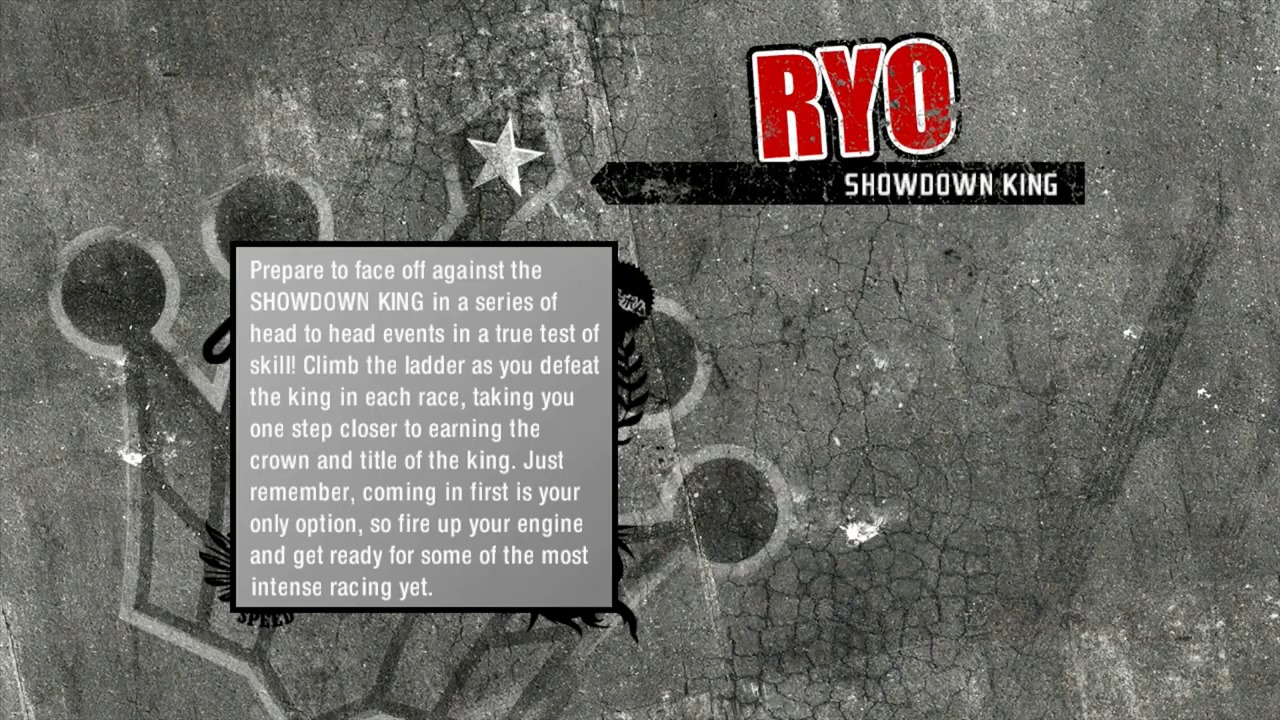 RYO
SHOWDOWN KING
Prepare to face off against the
SHOWDOWN KING in a series of
head to head events in a true test of
skill! Climb the ladder as you defeat
the king in each race, taking you
one step closer to earning the
crown and title of the king. Just
remember, coming in first is your
only option, so fire up your engine
and get ready for some of the most
intense racing yet.
SPEED